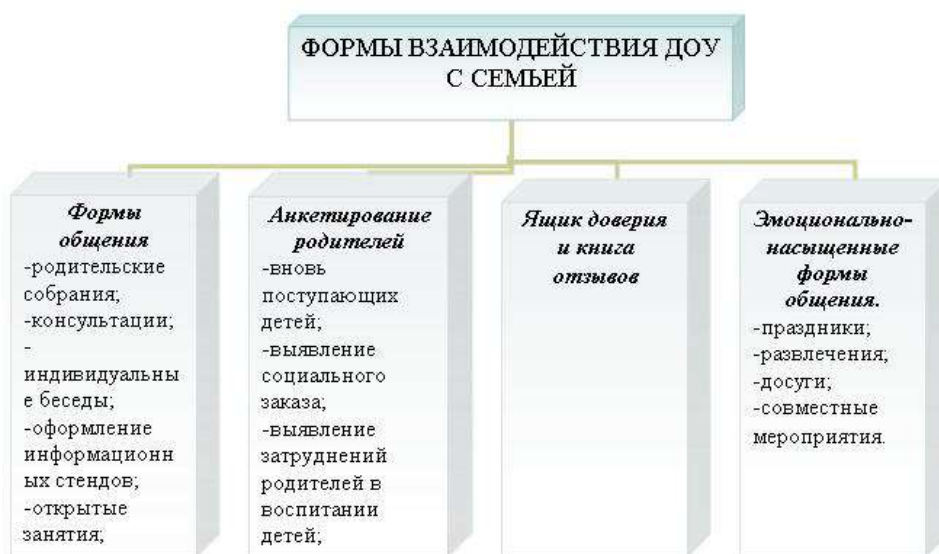 ФОРМЫ ВЗАИМОДЕЙСТВИЯ ДОУ
С СЕМЬЕЙ
Формы
общения
-родительские
собрания;
-консультации;
-
индивидуальны
е беседы;
-оформление
информационн
ых стендов;
-открытые
занятия;
Анкетирование
родителей
-вновь
поступающих
детей;
-выявление
социального
заказа;
-выявление
затруднений
родителей в
воспитании
детей;
Ящик доверия
и книга
отзывов
Эмоционально-
насыщенные
формы
общения.
-праздники;
-развлечения;
-досуги;
-совместные
мероприятия.